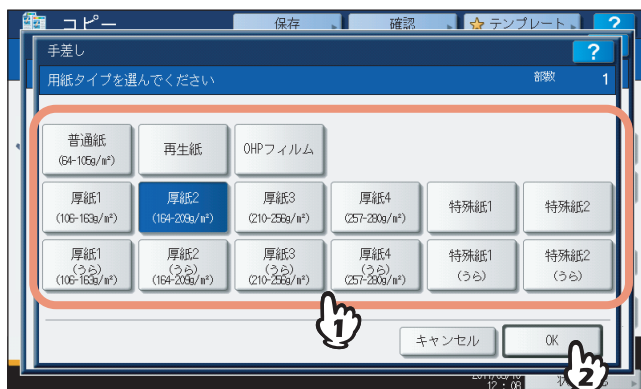 コピー 保存 確認 テンプレート ?
手差し ?
用紙タイプを選んでください 部数 1
普通紙 再生紙 OHPフィルム
(64-105g/m²)
厚紙1 厚紙2 厚紙3 厚紙4 特殊紙1 特殊紙2
(106-163g/m²) (164-209g/m²) (210-256g/m²) (257-280g/m²)
厚紙1 厚紙2 厚紙3 厚紙4 特殊紙1 特殊紙2
(うら) (うら) (うら) (うら) (うら) (うら)
(106-163g/m²) (164-209g/m²) (210-256g/m²) (257-280g/m²)
1
キャンセル OK
2
12:08